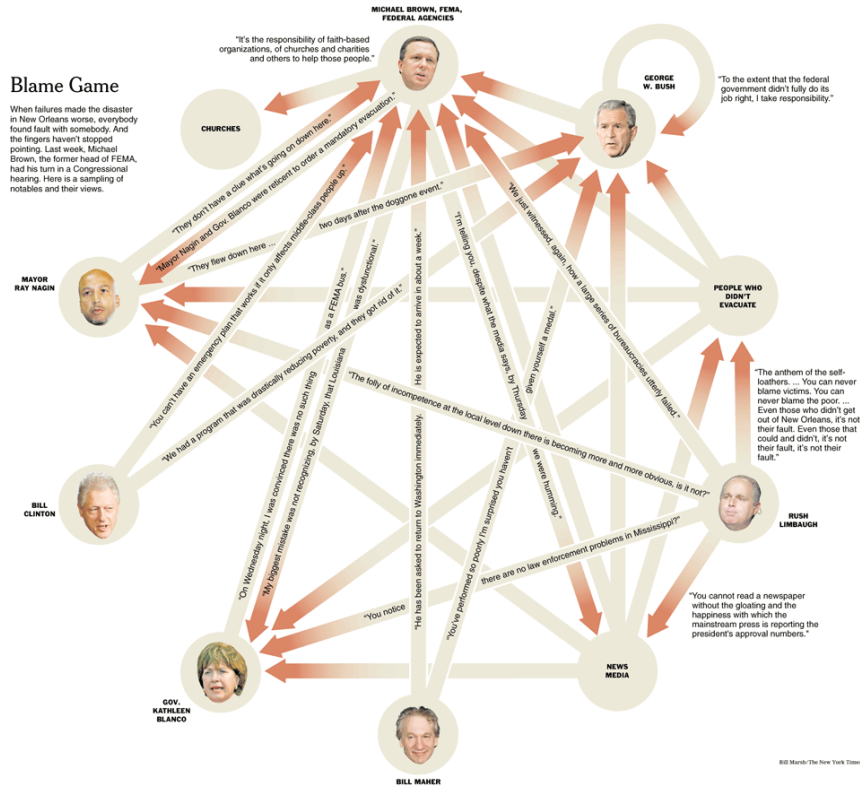 MICHAEL BROWN, FEMA,
FEDERAL AGENCIES
"It's the responsibility of faith-based
organizations, of churches and charities
and others to help those people."
GEORGE
W. BUSH
"To the extent that the federal
government didn't fully do its
job right, I take responsibility."
Blame Game
When failures made the disaster
in New Orleans worse, everybody
found fault with somebody. And
the fingers haven't stopped
pointing. Last week, Michael
Brown, the former head of FEMA,
had his turn in a Congressional
hearing. Here is a sampling of
notables and their views.
CHURCHES
"They don't have a clue what's going on down here."
"Mayor Nagin and Gov. Blanco were reticent to order a mandatory evacuation."
"They flew down here ... two days after the doggone event."
MAYOR
RAY NAGIN
PEOPLE WHO
DIDN'T
EVACUATE
"You can't have an emergency plan that works if it only affects middle-class people up."
"We had a program that was drastically reducing poverty, and they got rid of it."
"On Wednesday night, I was convinced there was no such thing as a FEMA bus."
"My biggest mistake was not recognizing, by Saturday, that Louisiana was dysfunctional."
"He has been asked to return to Washington immediately. He is expected to arrive in about a week."
"You've performed so poorly I'm surprised you haven't given yourself a medal."
"I'm telling you, despite what the media says, by Thursday we were humming."
"We just witnessed, again, how a large series of bureaucracies utterly failed."
"The folly of incompetence at the local level down there is becoming more and more obvious, is it not?"
"You notice there are no law enforcement problems in Mississippi?"
"The anthem of the self-
loathers. ... You can never
blame victims. You can
never blame the poor. ...
Even those who didn't get
out of New Orleans, it's not
their fault. Even those that
could and didn't, it's not
their fault, it's not their
fault."
BILL
CLINTON
RUSH
LIMBAUGH
"You cannot read a newspaper
without the gloating and the
happiness with which the
mainstream press is reporting the
president's approval numbers."
GOV.
KATHLEEN
BLANCO
NEWS
MEDIA
BILL MAHER
Bill Marsh/The New York Times